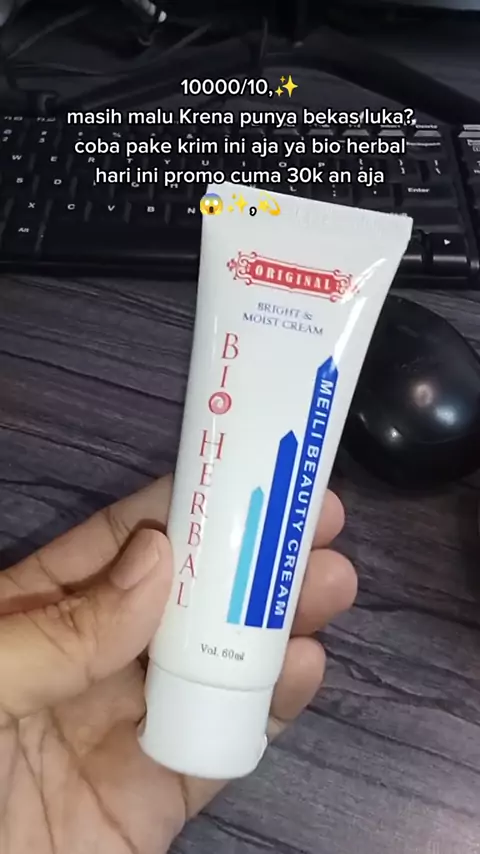 10000/10,✨
masih malu Krena punya bekas luka?,
coba pake krim ini aja ya bio herbal
hari ini promo cuma 30k an aja
😱✨,💫
ORIGINAL
BRIGHT &
MOIST CREAM
BIO HERBAL
MEILI BEAUTY CREAM
Vol. 60ml